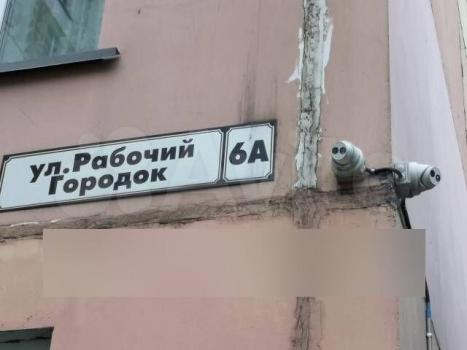 ул. Рабочий
Городок
6А